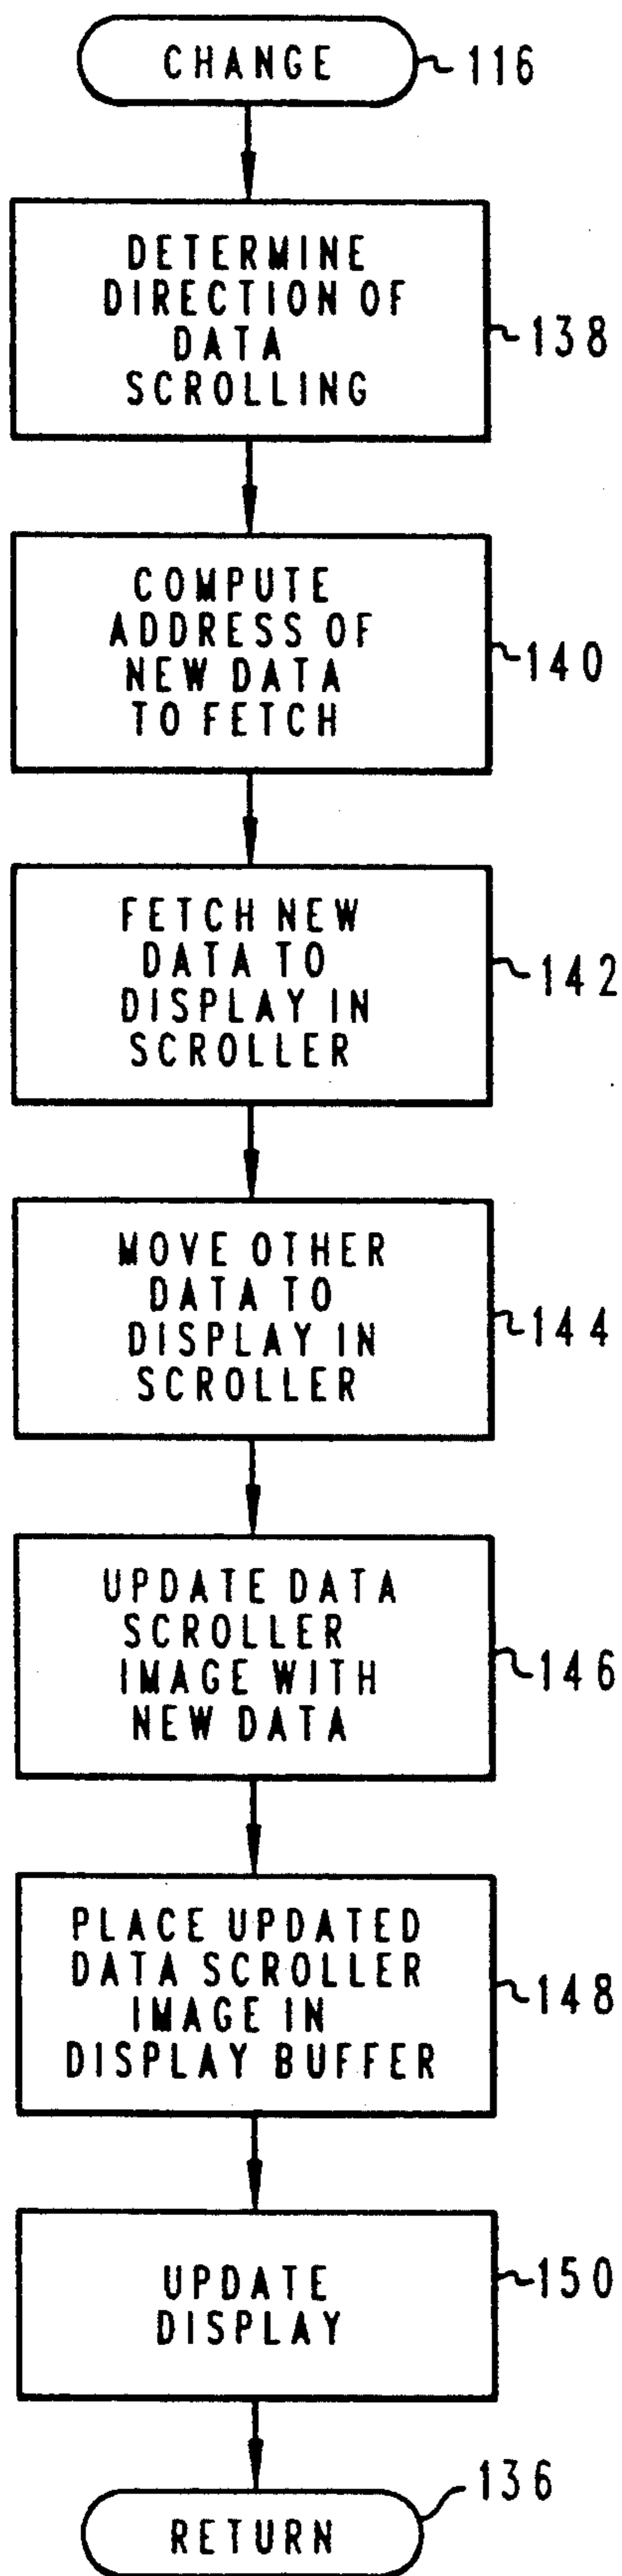 CHANGE
116
DETERMINE
DIRECTION OF
DATA
SCROLLING
138
COMPUTE
ADDRESS OF
NEW DATA
TO FETCH
140
FETCH NEW
DATA TO
DISPLAY IN
SCROLLER
142
MOVE OTHER
DATA TO
DISPLAY IN
SCROLLER
144
UPDATE DATA
SCROLLER
IMAGE WITH
NEW DATA
146
PLACE UPDATED
DATA SCROLLER
IMAGE IN
DISPLAY BUFFER
148
UPDATE
DISPLAY
150
136
RETURN